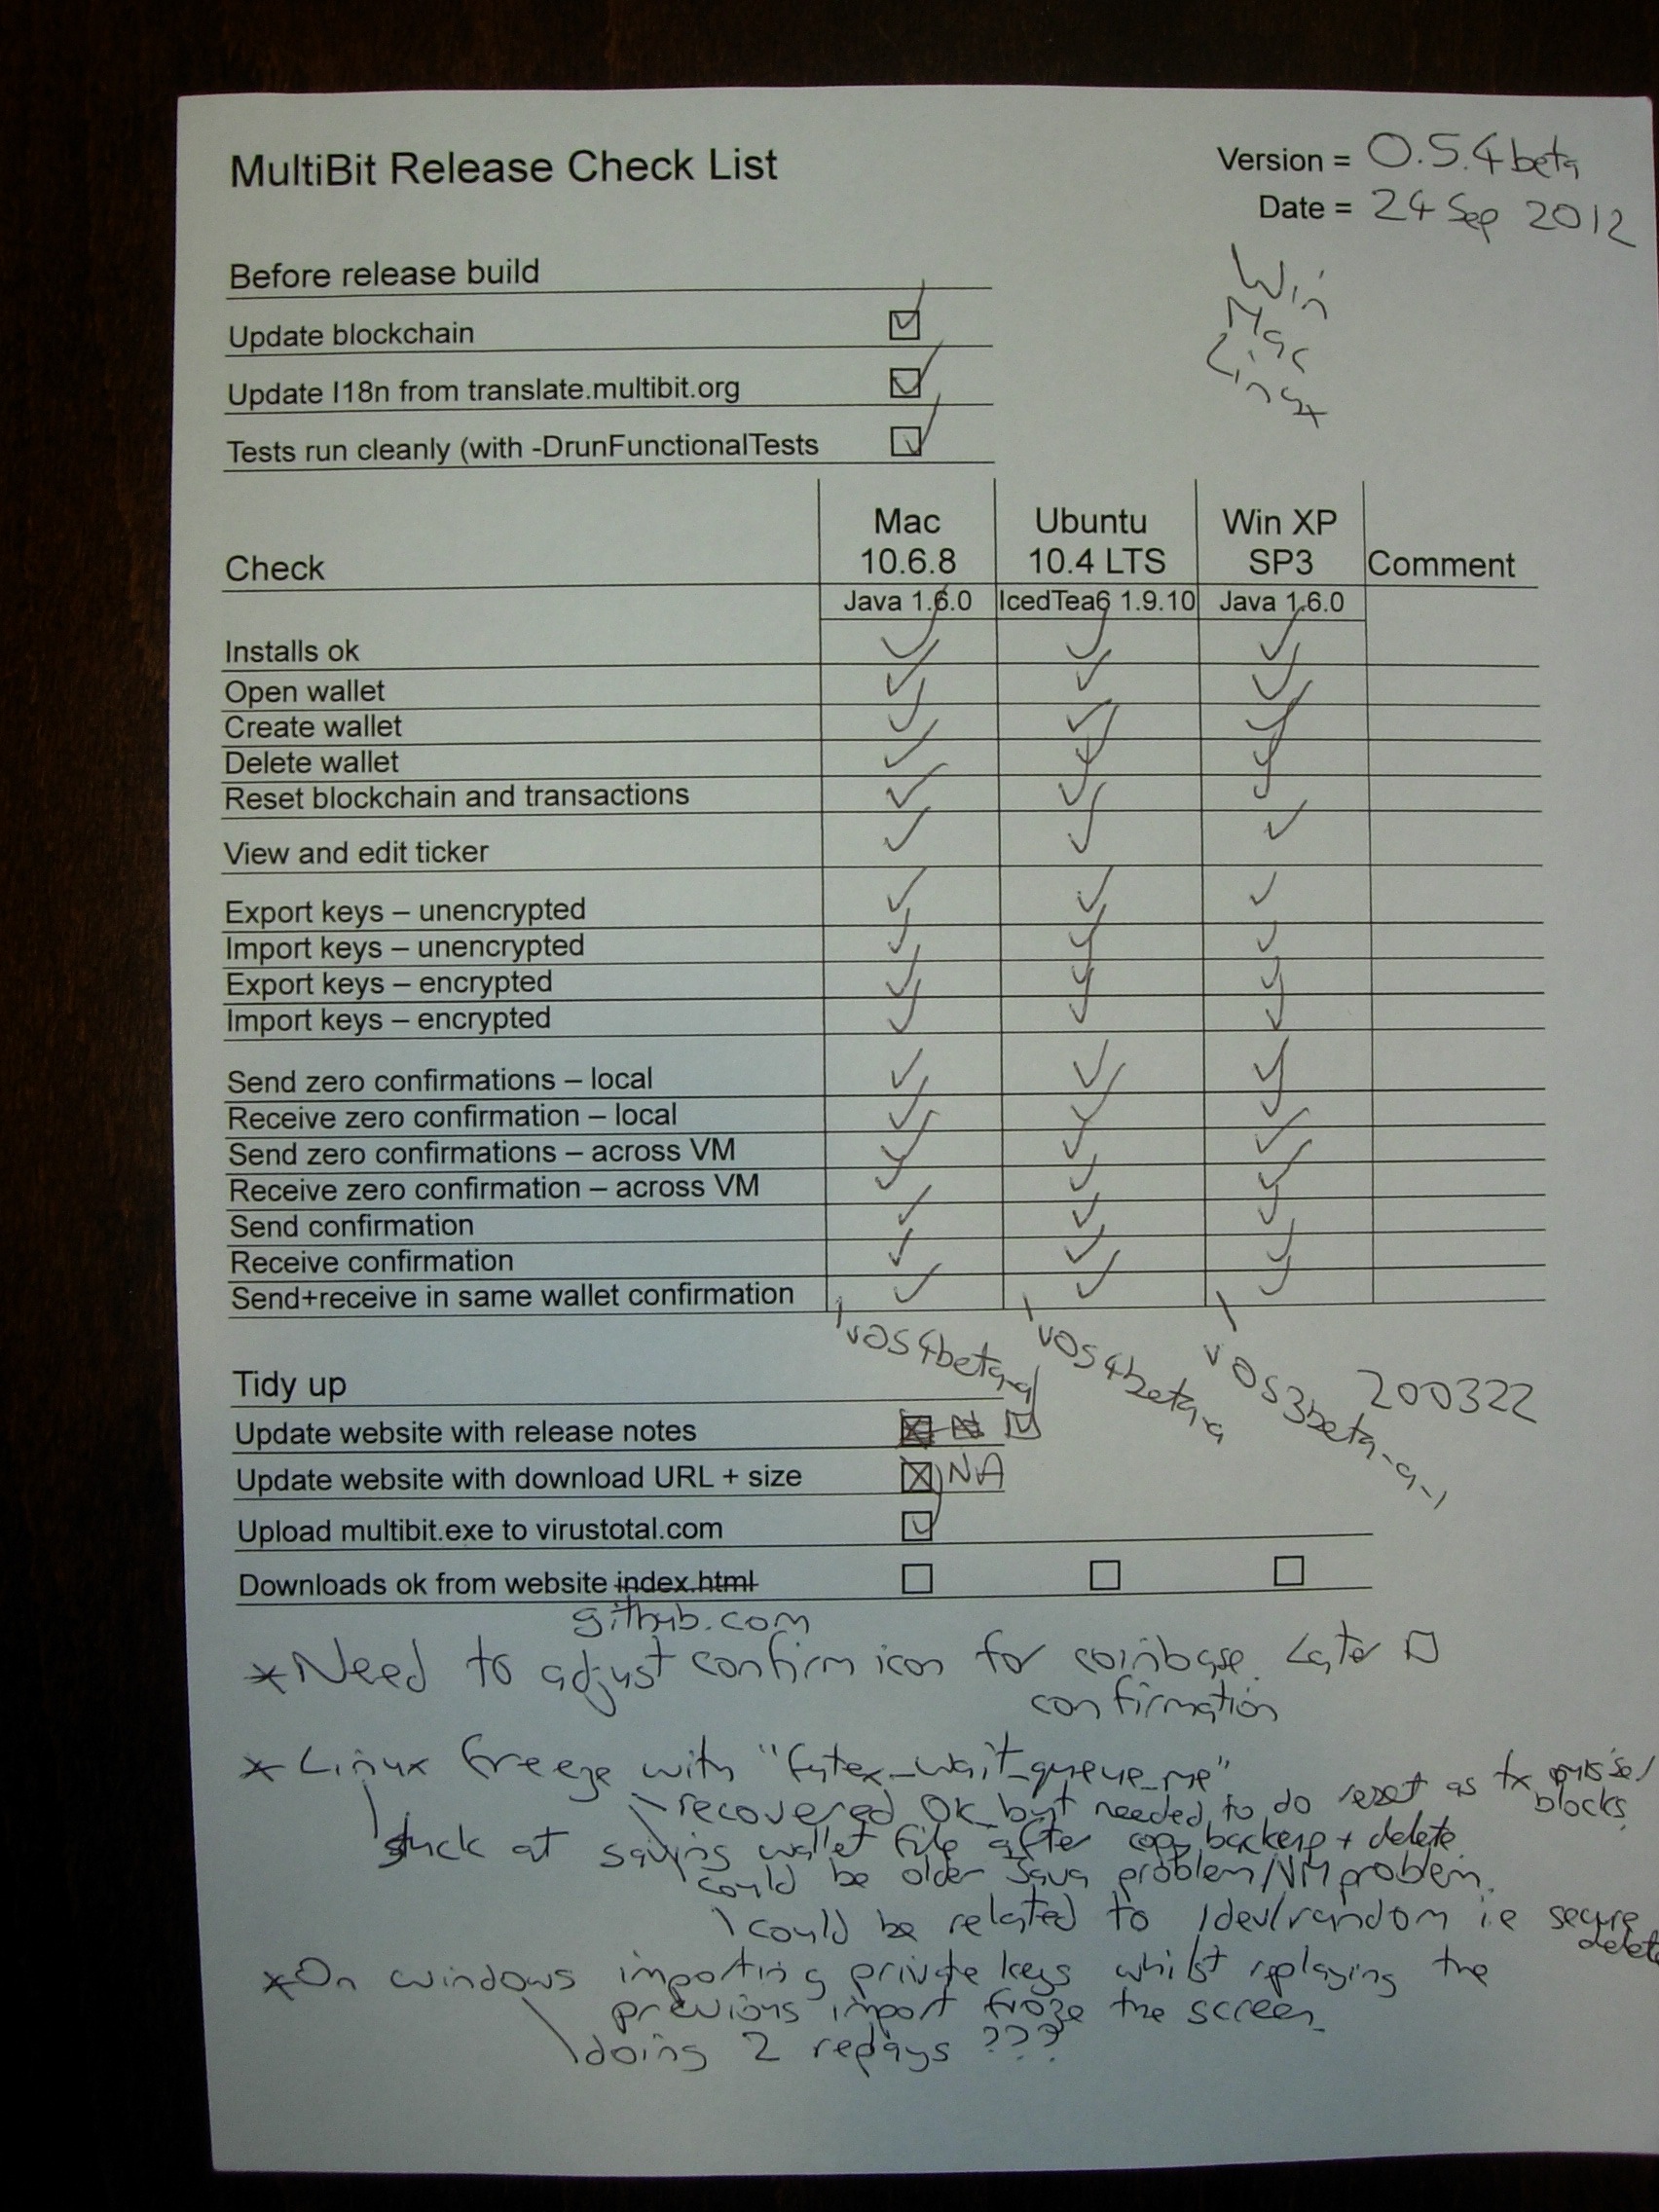 MultiBit Release Check List
Version = 0.5.4beta
Date = 24 Sep 2012
Win
Mac
Linux
Before release build
Update blockchain
Update I18n from translate.multibit.org
Tests run cleanly (with -DrunFunctionalTests
Check Mac 10.6.8 Ubuntu 10.4 LTS Win XP SP3 Comment
Java 1.6.0 IcedTea6 1.9.10 Java 1.6.0
Installs ok
Open wallet
Create wallet
Delete wallet
Reset blockchain and transactions
View and edit ticker
Export keys – unencrypted
Import keys – unencrypted
Export keys – encrypted
Import keys – encrypted
Send zero confirmations – local
Receive zero confirmation – local
Send zero confirmations – across VM
Receive zero confirmation – across VM
Send confirmation
Receive confirmation
Send+receive in same wallet confirmation
v054beta-a v054beta-a v053beta-a-1
200322
Tidy up
Update website with release notes
Update website with download URL + size NA
Upload multibit.exe to virustotal.com
Downloads ok from website index.html
github.com
*Need to adjust confirm icon for coinbase. Later
confirmation
*Linux freeze with "futex_wait_queue_me"
recovered OK but needed to do reset as tx
blocks
stuck at saving wallet file after copy backup + delete
could be older Java problem/VM problem.
could be related to /dev/random ie secure
delete
*On windows importing private keys whilst replaying the
previous import froze the screen
doing 2 replays ???